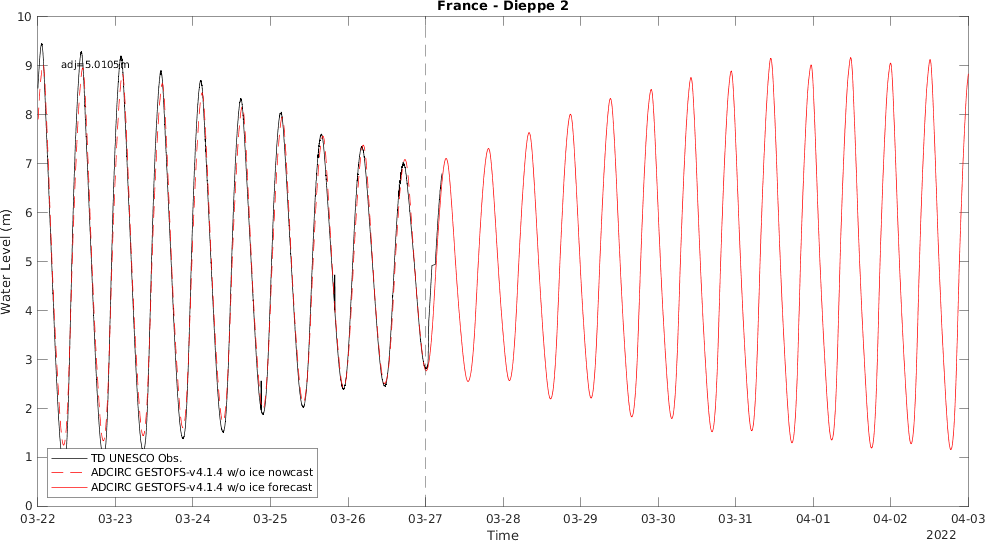 France - Dieppe 2
10
9
8
7
6
5
4
3
2
1
0
Water Level (m)
adj=5.0105m
TD UNESCO Obs.
ADCIRC GESTOFS-v4.1.4 w/o ice nowcast
ADCIRC GESTOFS-v4.1.4 w/o ice forecast
03-22 03-23 03-24 03-25 03-26 03-27 03-28 03-29 03-30 03-31 04-01 04-02 04-03
Time
2022